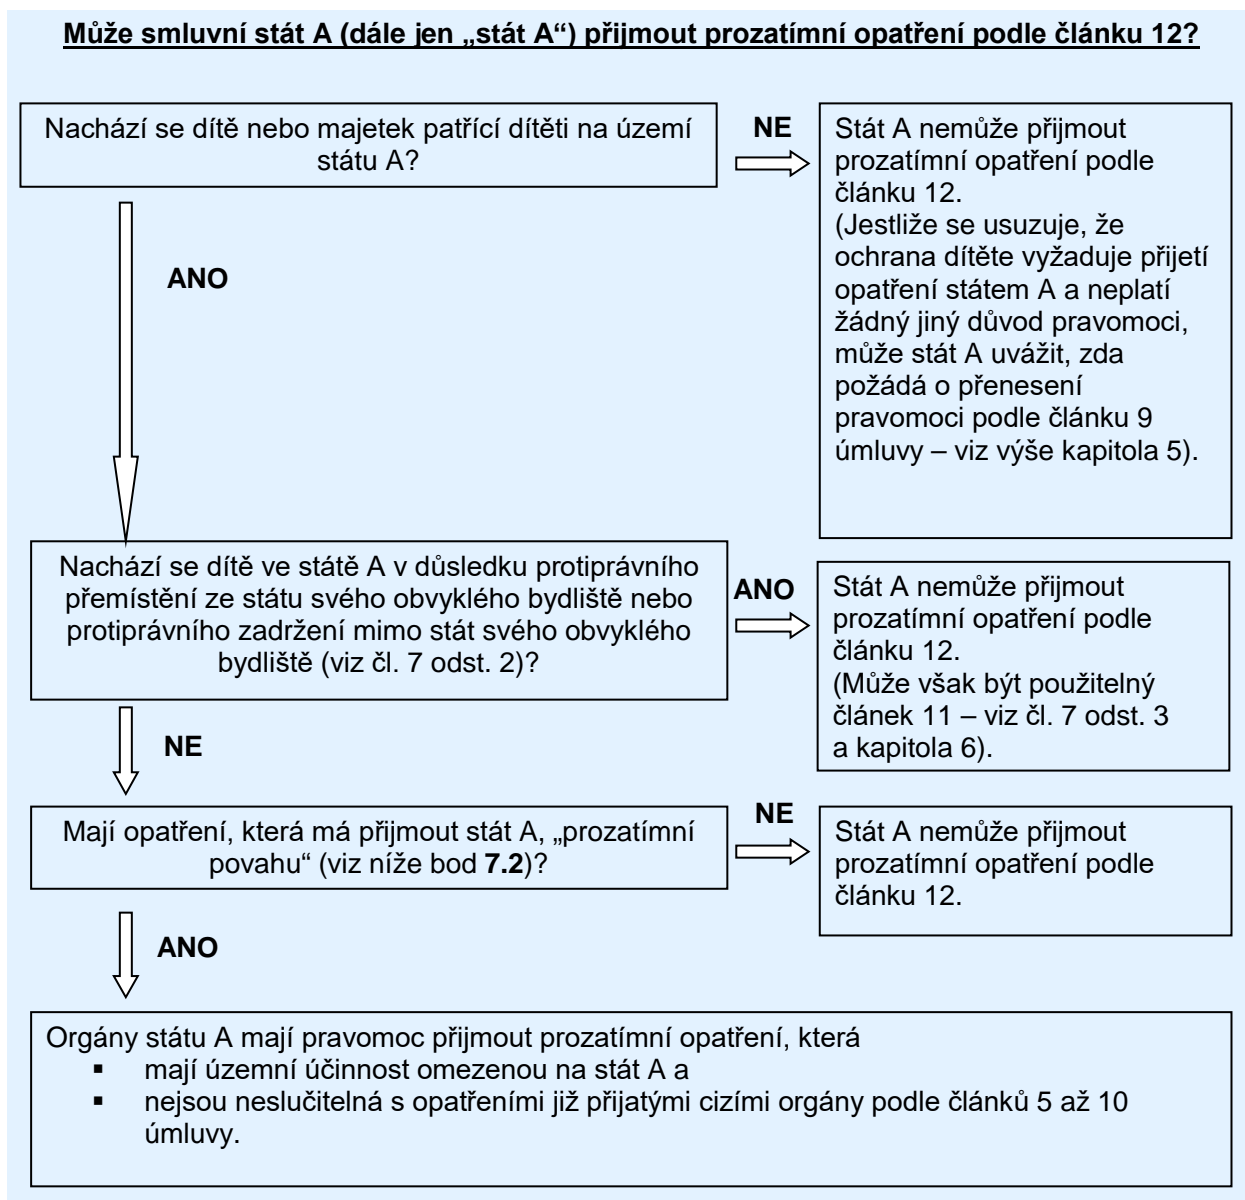 Může smluvní stát A (dále jen „stát A“) přijmout prozatímní opatření podle článku 12?
Nachází se dítě nebo majetek patřící dítěti na území
státu A?
NE
Stát A nemůže přijmout
prozatímní opatření podle
článku 12.
(Jestliže se usuzuje, že
ochrana dítěte vyžaduje přijetí
opatření státem A a neplatí
žádný jiný důvod pravomoci,
může stát A uvážit, zda
požádá o přenesení
pravomoci podle článku 9
úmluvy – viz výše kapitola 5).
ANO
Nachází se dítě ve státě A v důsledku protiprávního
přemístění ze státu svého obvyklého bydliště nebo
protiprávního zadržení mimo stát svého obvyklého
bydliště (viz čl. 7 odst. 2)?
ANO
Stát A nemůže přijmout
prozatímní opatření podle
článku 12.
(Může však být použitelný
článek 11 – viz čl. 7 odst. 3
a kapitola 6).
NE
Mají opatření, která má přijmout stát A, „prozatímní
povahu“ (viz níže bod 7.2)?
NE
Stát A nemůže přijmout
prozatímní opatření podle
článku 12.
ANO
Orgány státu A mají pravomoc přijmout prozatímní opatření, která
▪ mají územní účinnost omezenou na stát A a
▪ nejsou neslučitelná s opatřeními již přijatými cizími orgány podle článků 5 až 10
úmluvy.